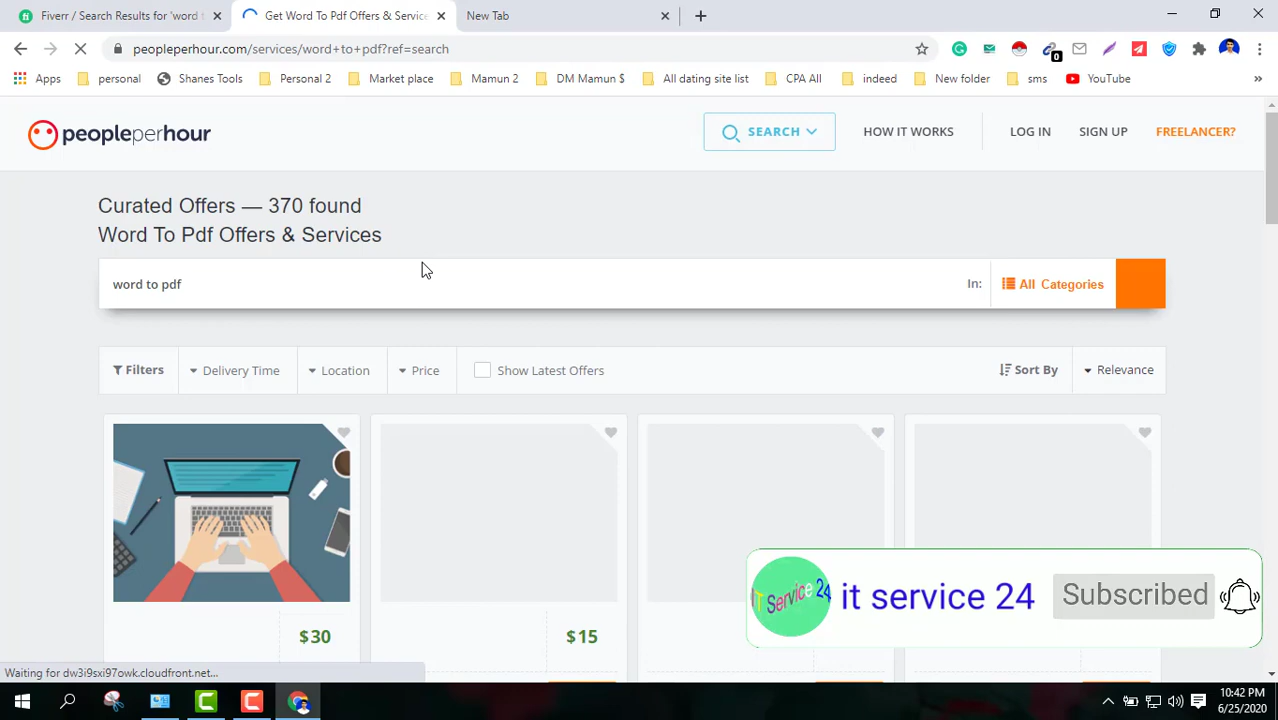 Fiverr / Search Results for 'word t
Get Word To Pdf Offers & Service
New Tab
peopleperhour.com/services/word+to+pdf?ref=search
0
Apps
personal
Shanes Tools
Personal 2
Market place
Mamun 2
DM Mamun $
All dating site list
CPA All
indeed
New folder
sms
YouTube
»
peopleperhour
SEARCH
HOW IT WORKS
LOG IN
SIGN UP
FREELANCER?
Curated Offers — 370 found
Word To Pdf Offers & Services
word to pdf
In:
All Categories
Filters
Delivery Time
Location
Price
Show Latest Offers
Sort By
Relevance
$30
$15
IT Service 24
it service 24
Subscribed
Waiting for dw3i9sxi97owk.cloudfront.net...
10:42 PM
6/25/2020